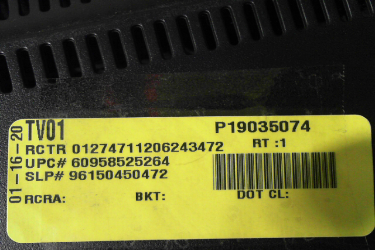 01-16-20
TV01 P19035074
RCTR 01274711206243472 RT :1
UPC# 60958525264
SLP# 96150450472
RCRA: BKT: DOT CL: